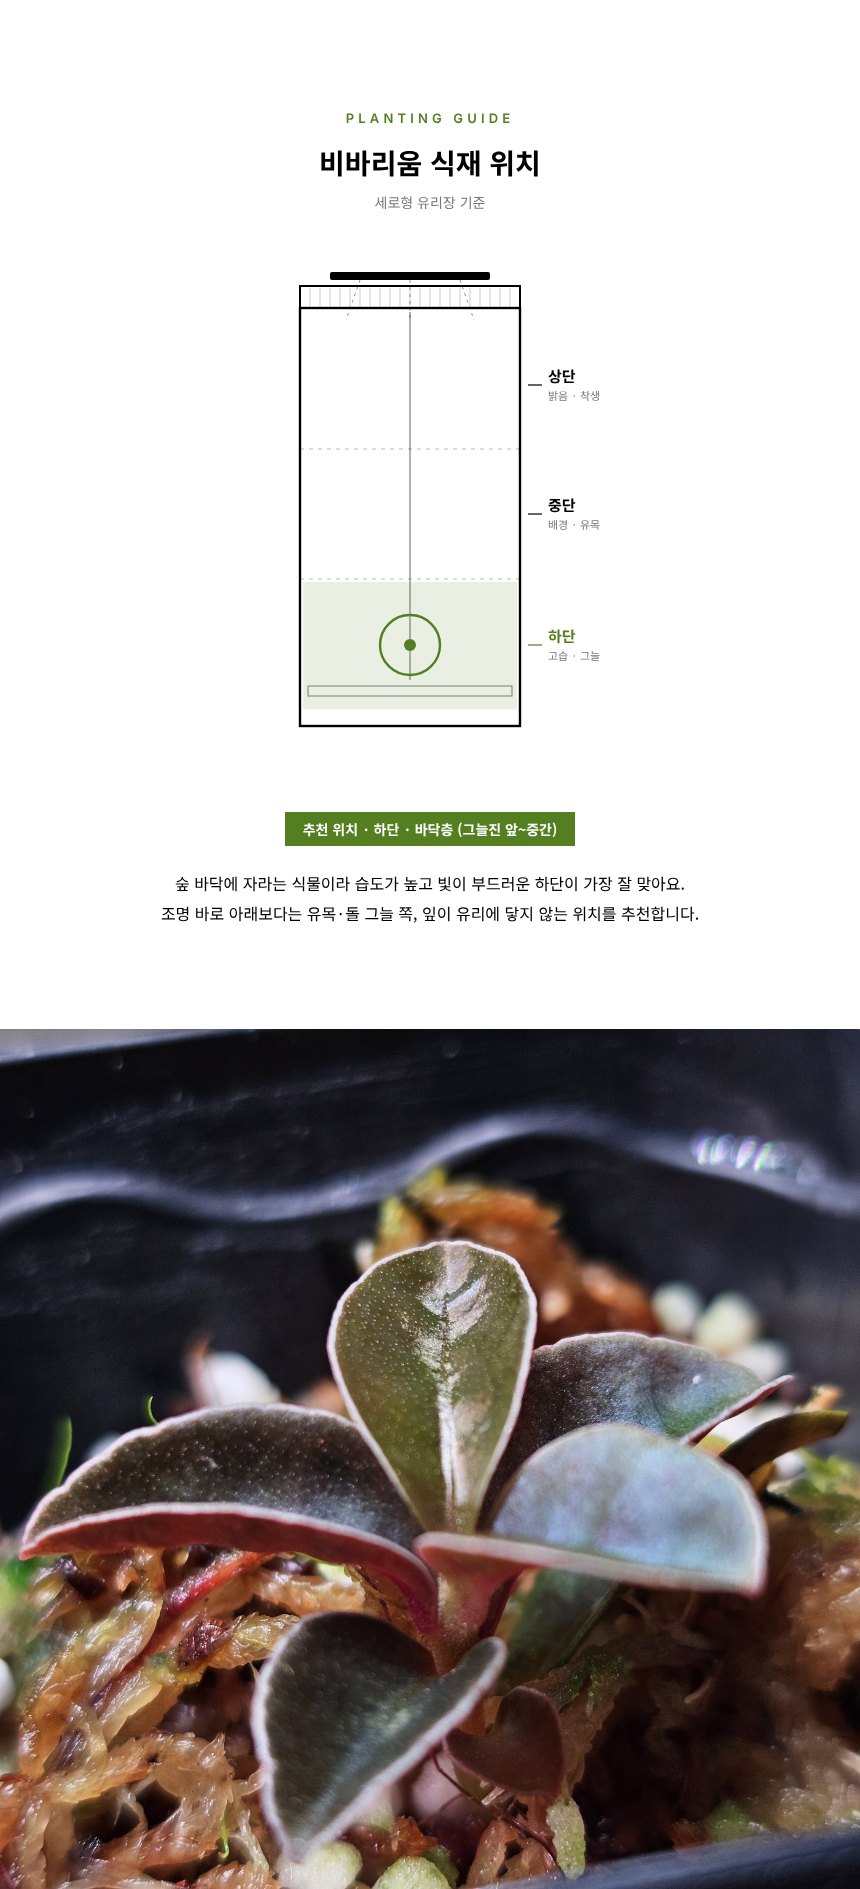 PLANTING GUIDE
비바리움 식재 위치
세로형 유리장 기준
상단
밝음 · 착생
중단
배경 · 유목
하단
고습 · 그늘
추천 위치 · 하단 · 바닥층 (그늘진 앞~중간)
숲 바닥에 자라는 식물이라 습도가 높고 빛이 부드러운 하단이 가장 잘 맞아요.
조명 바로 아래보다는 유목·돌 그늘 쪽, 잎이 유리에 닿지 않는 위치를 추천합니다.